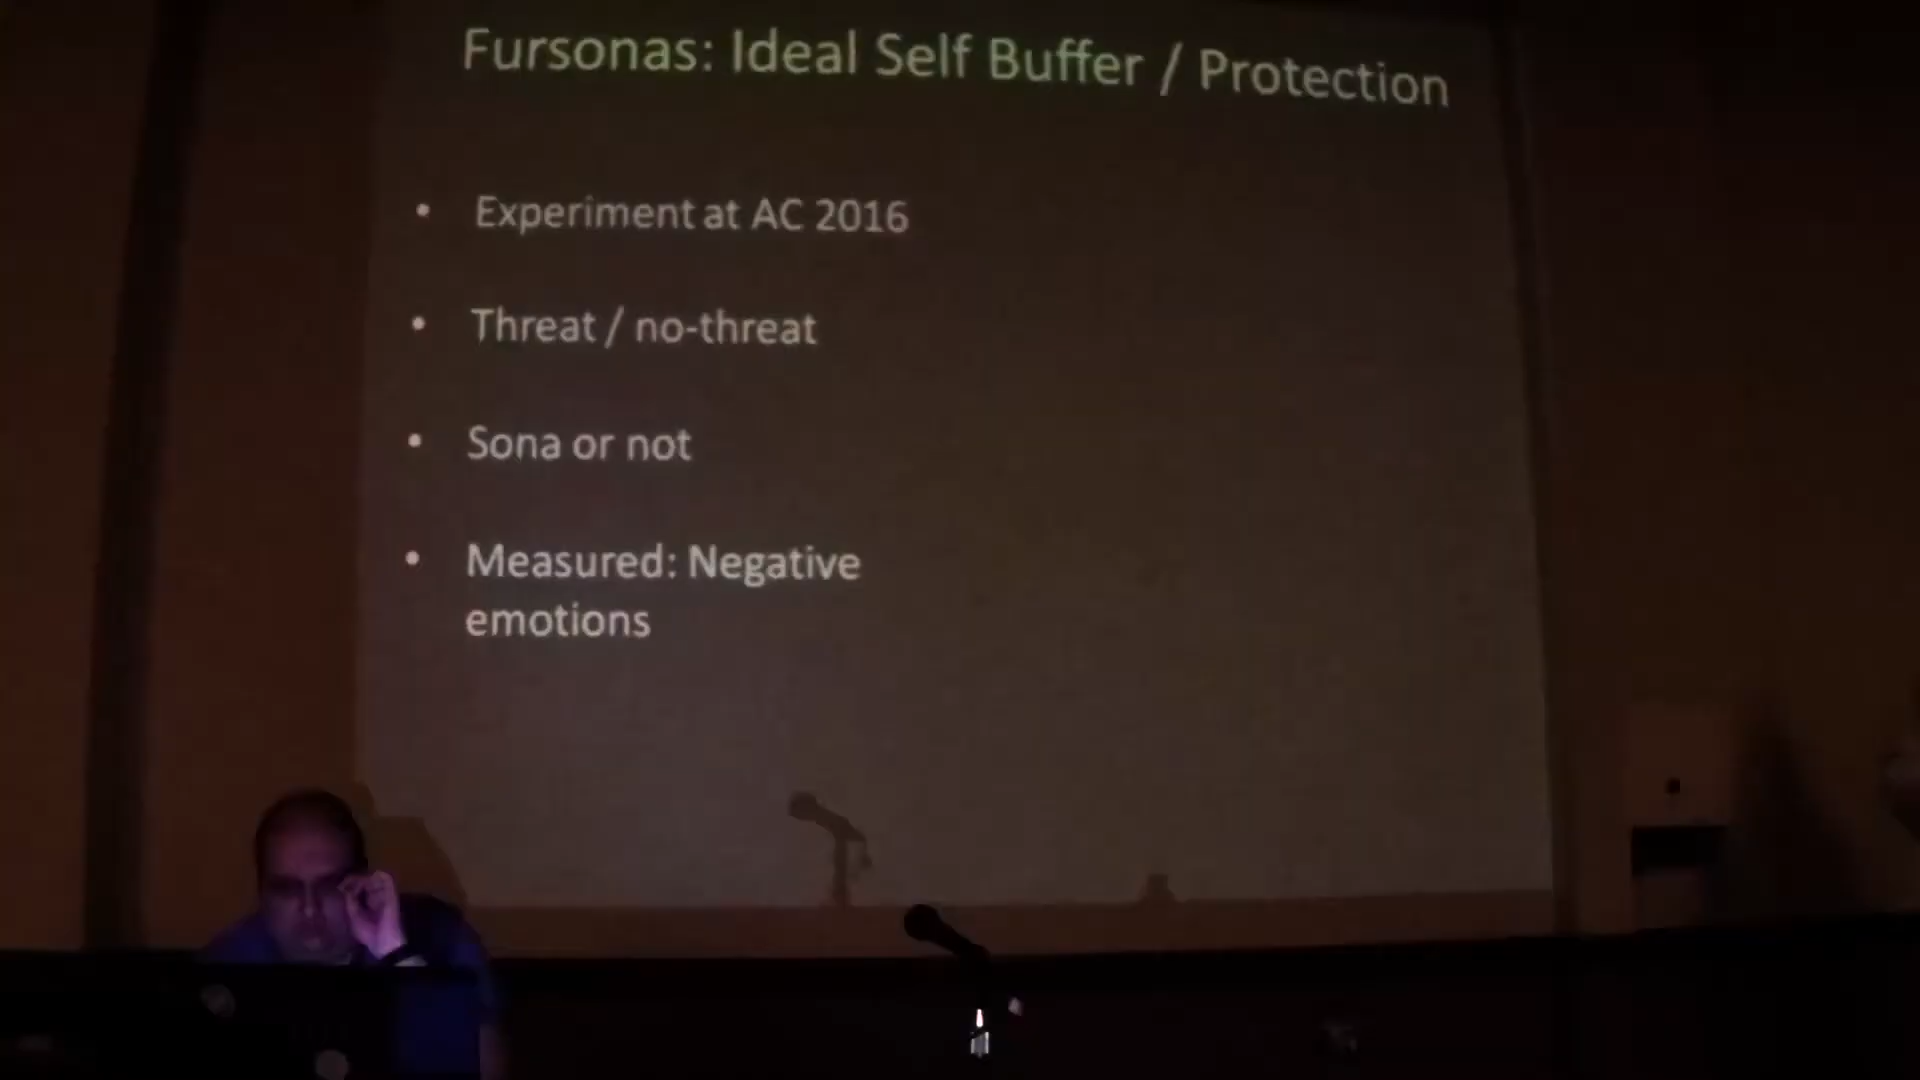 Fursonas: Ideal Self Buffer / Protection
• Experiment at AC 2016
• Threat / no-threat
• Sona or not
• Measured: Negative
emotions